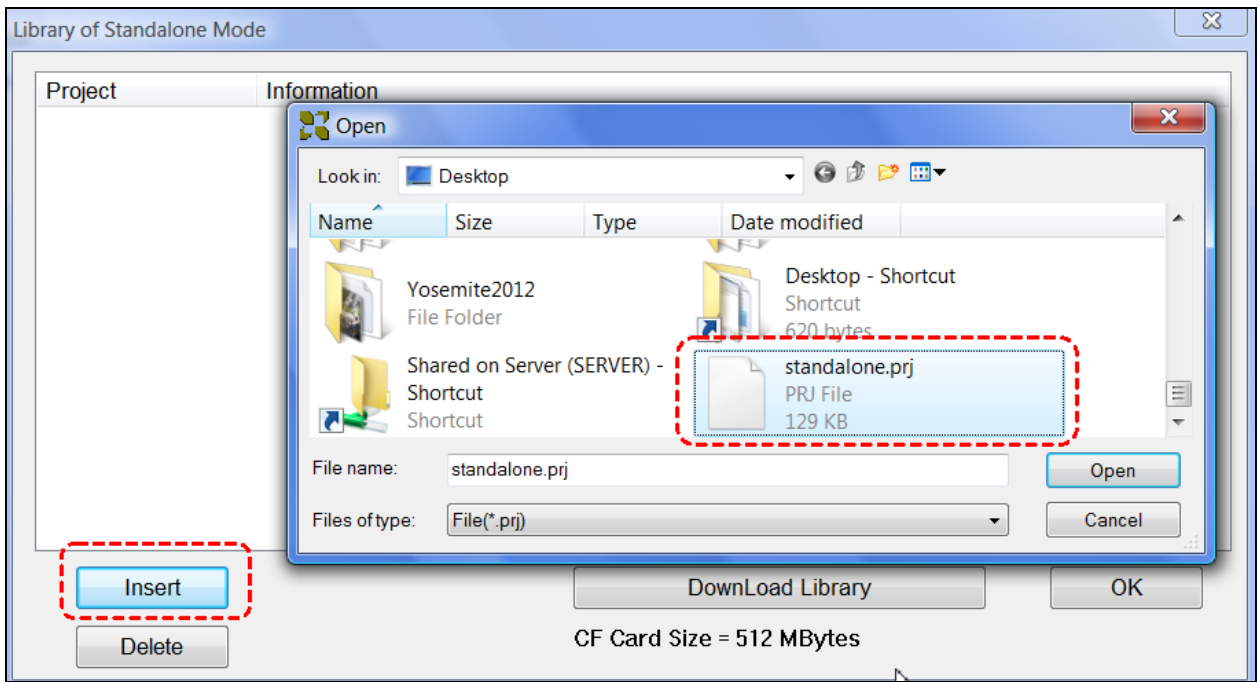 Library of Standalone Mode
Project Information
Open
Look in: Desktop
Name Size Type Date modified
Yosemite2012
File Folder
Desktop - Shortcut
Shortcut
620 bytes
Shared on Server (SERVER) -
Shortcut
Shortcut
standalone.prj
PRJ File
129 KB
File name: standalone.prj Open
Files of type: File(*.prj) Cancel
Insert DownLoad Library OK
Delete CF Card Size = 512 MBytes